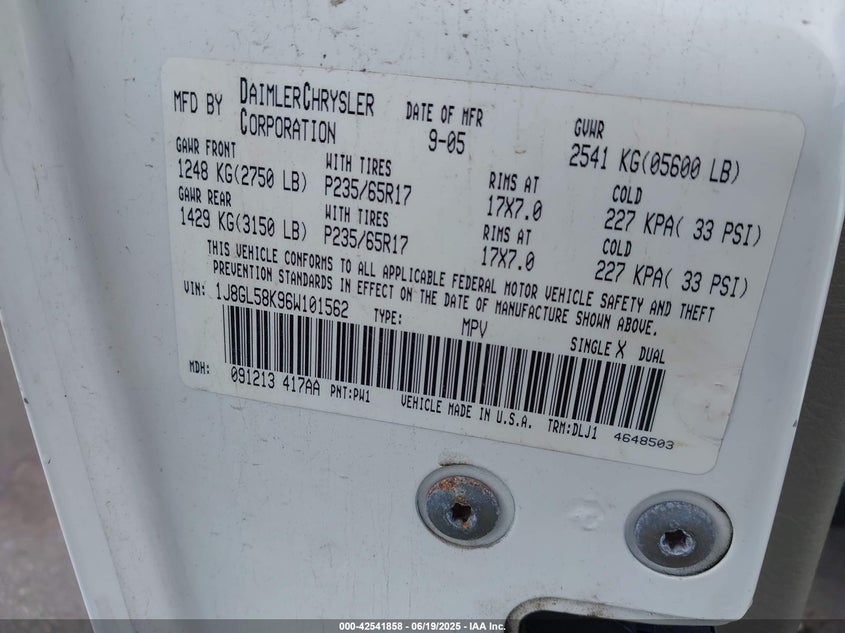 MFD BY DAIMLERCHRYSLER CORPORATION DATE OF MFR 9-05 GVWR 2541 KG(05600 LB)
GAWR FRONT WITH TIRES RIMS AT COLD
1248 KG(2750 LB) P235/65R17 17X7.0 227 KPA( 33 PSI)
GAWR REAR WITH TIRES RIMS AT COLD
1429 KG(3150 LB) P235/65R17 17X7.0 227 KPA( 33 PSI)
THIS VEHICLE CONFORMS TO ALL APPLICABLE FEDERAL MOTOR VEHICLE SAFETY AND THEFT
PREVENTION STANDARDS IN EFFECT ON THE DATE OF MANUFACTURE SHOWN ABOVE.
VIN: 1J8GL58K96W101562 TYPE: MPV SINGLE X DUAL
MDH: 091213 417AA PNT:PW1 VEHICLE MADE IN U.S.A. TRM:DLJ1 4648503
000-42541858 - 06/19/2025 - IAA Inc.